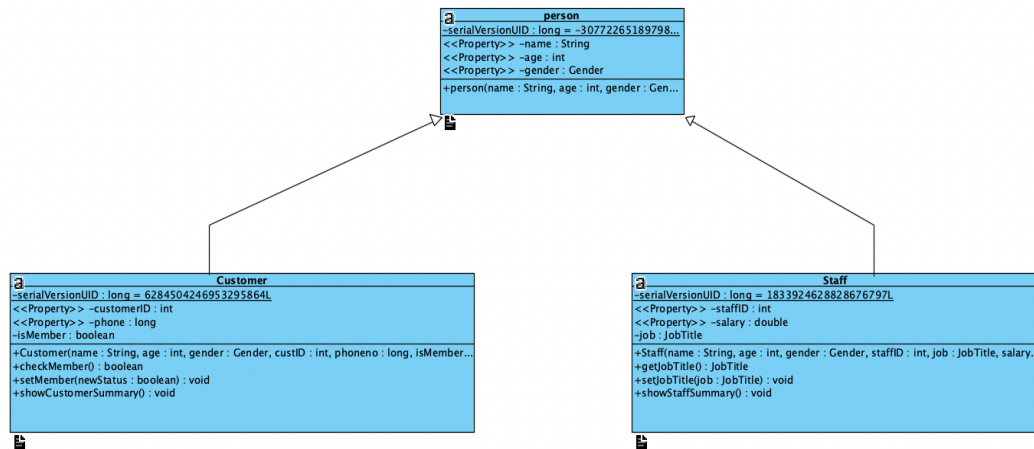 a
person
-serialVersionUID : long = -30772265189798...
<<Property>> -name : String
<<Property>> -age : int
<<Property>> -gender : Gender
+person(name : String, age : int, gender : Gen...
a
Customer
-serialVersionUID : long = 6284504246953295864L
<<Property>> -customerID : int
<<Property>> -phone : long
-isMember : boolean
+Customer(name : String, age : int, gender : Gender, custID : int, phoneno : long, isMember...
+checkMember() : boolean
+setMember(newStatus : boolean) : void
+showCustomerSummary() : void
a
Staff
-serialVersionUID : long = 1833924628828676797L
<<Property>> -staffID : int
<<Property>> -salary : double
-job : JobTitle
+Staff(name : String, age : int, gender : Gender, staffID : int, job : JobTitle, salary...
+getJobTitle() : JobTitle
+setJobTitle(job : JobTitle) : void
+showStaffSummary() : void